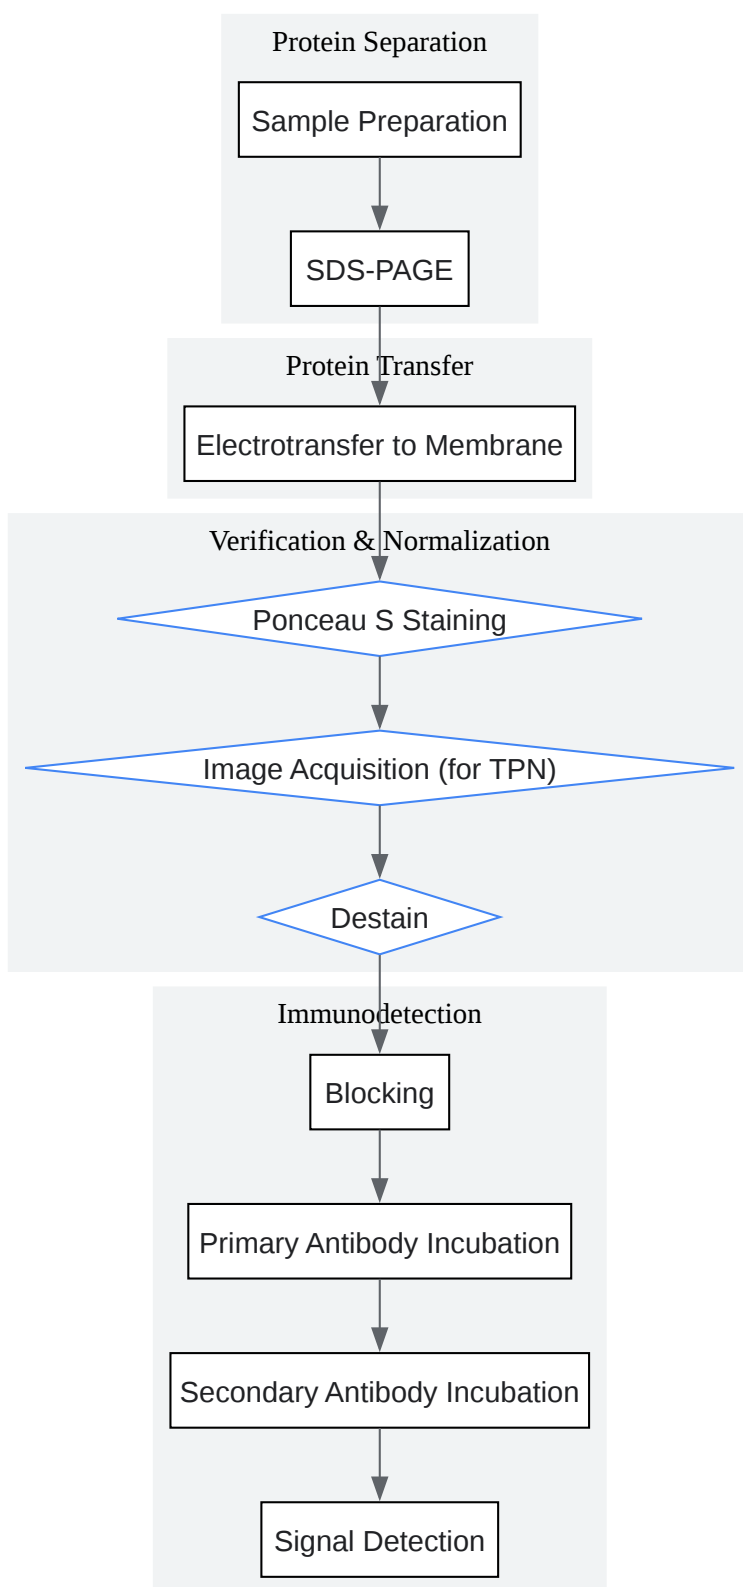 Protein Separation
Sample Preparation
SDS-PAGE
Protein Transfer
Electrotransfer to Membrane
Verification & Normalization
Ponceau S Staining
Image Acquisition (for TPN)
Destain
Immunodetection
Blocking
Primary Antibody Incubation
Secondary Antibody Incubation
Signal Detection